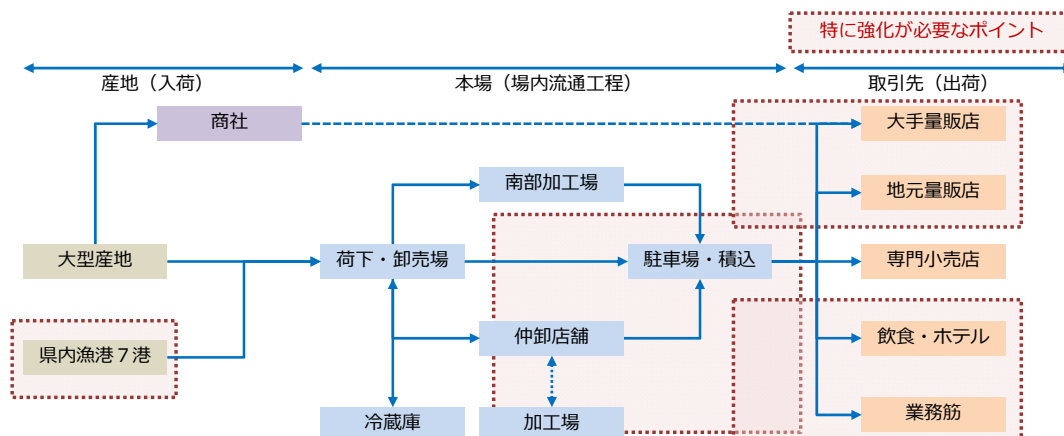 特に強化が必要なポイント
産地（入荷）
本場（場内流通工程）
取引先（出荷）
商社
大手量販店
南部加工場
地元量販店
大型産地
荷下・卸売場
駐車場・積込
専門小売店
県内漁港７港
仲卸店舗
飲食・ホテル
冷蔵庫
加工場
業務筋